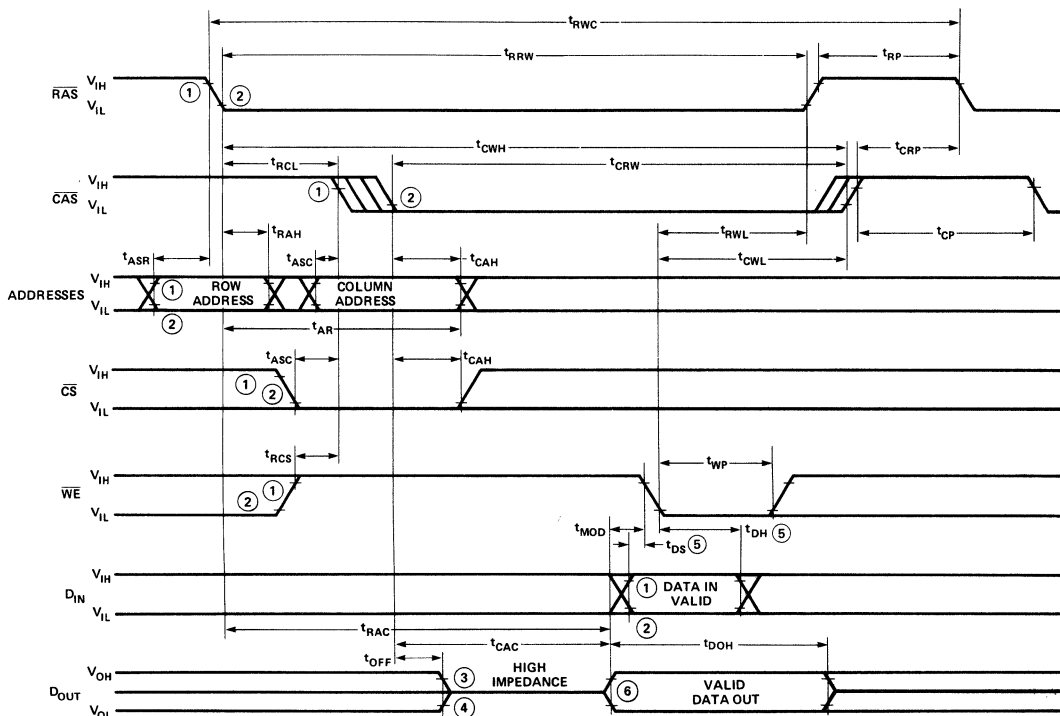 tRWC
tRRW
tRP
RAS
VIH
VIL
1
2
tCWH
tRCL
tCRW
tCRP
CAS
VIH
VIL
1
2
tRAH
tRWL
tCP
tASR
tASC
tCAH
tCWL
ADDRESSES
VIH
VIL
1
2
ROW
ADDRESS
COLUMN
ADDRESS
tAR
tASC
tCAH
CS
VIH
VIL
1
2
tRCS
tWP
WE
VIH
VIL
1
2
tMOD
tDS 5
tDH 5
DIN
VIH
VIL
1
2
DATA IN
VALID
tRAC
tCAC
tDOH
tOFF
DOUT
VOH
VOL
3
4
HIGH
IMPEDANCE
6
VALID
DATA OUT